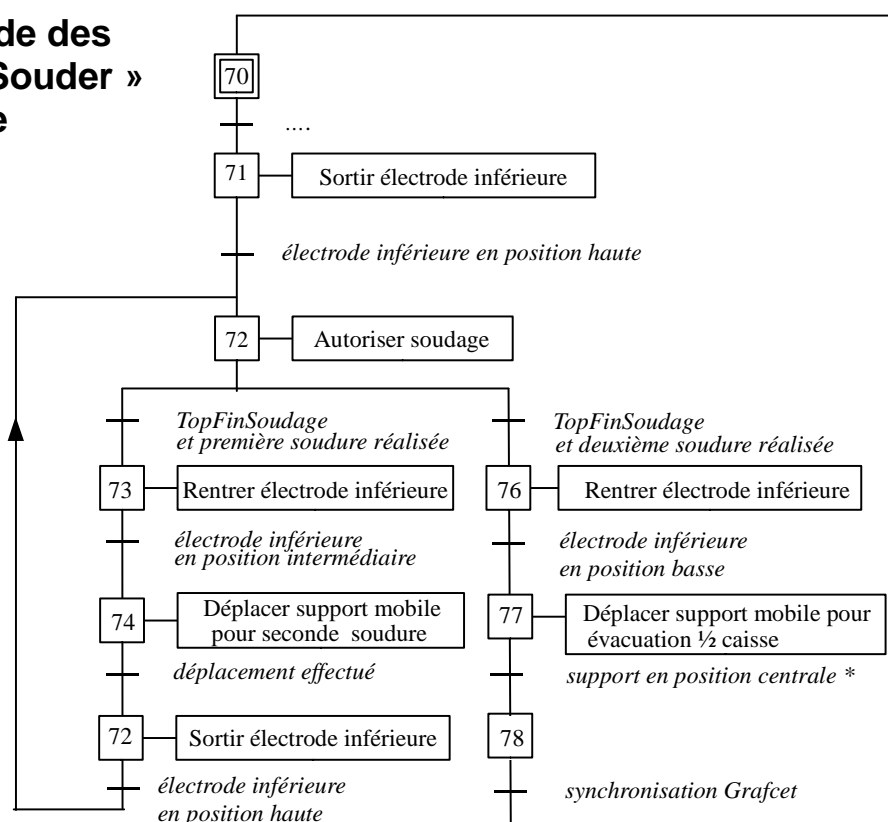 de des
Souder »
e
70
....
71
Sortir électrode inférieure
électrode inférieure en position haute
72
Autoriser soudage
TopFinSoudage
et première soudure réalisée
TopFinSoudage
et deuxième soudure réalisée
73
Rentrer électrode inférieure
76
Rentrer électrode inférieure
électrode inférieure
en position intermédiaire
électrode inférieure
en position basse
74
Déplacer support mobile
pour seconde soudure
77
Déplacer support mobile pour
évacuation ½ caisse
déplacement effectué
support en position centrale *
72
Sortir électrode inférieure
78
électrode inférieure
en position haute
synchronisation Grafcet